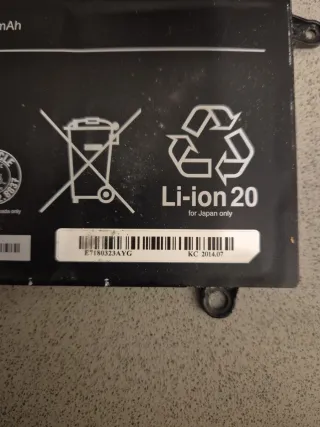 mAh
Li-ion 20
for Japan only
E7180323AYG KC 2014.07